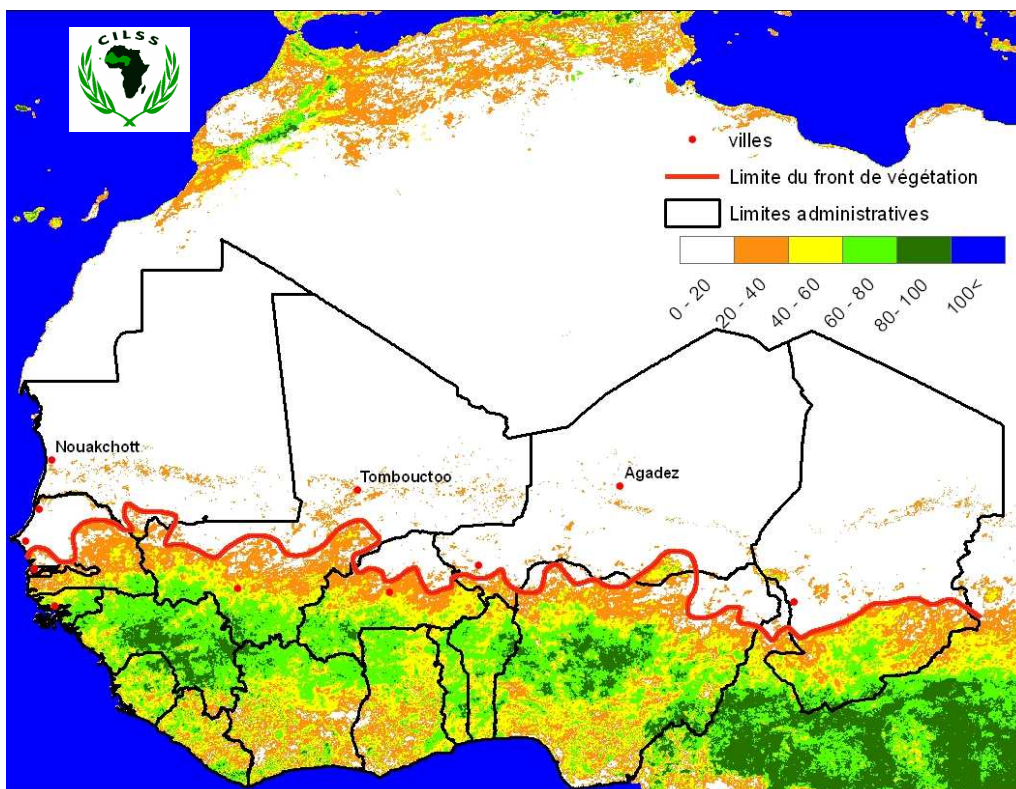 CILSS
villes
Limite du front de végétation
Limites administratives
0 - 20
20 - 40
40 - 60
60 - 80
80- 100
100<
Nouakchott
Tombouctoo
Agadez